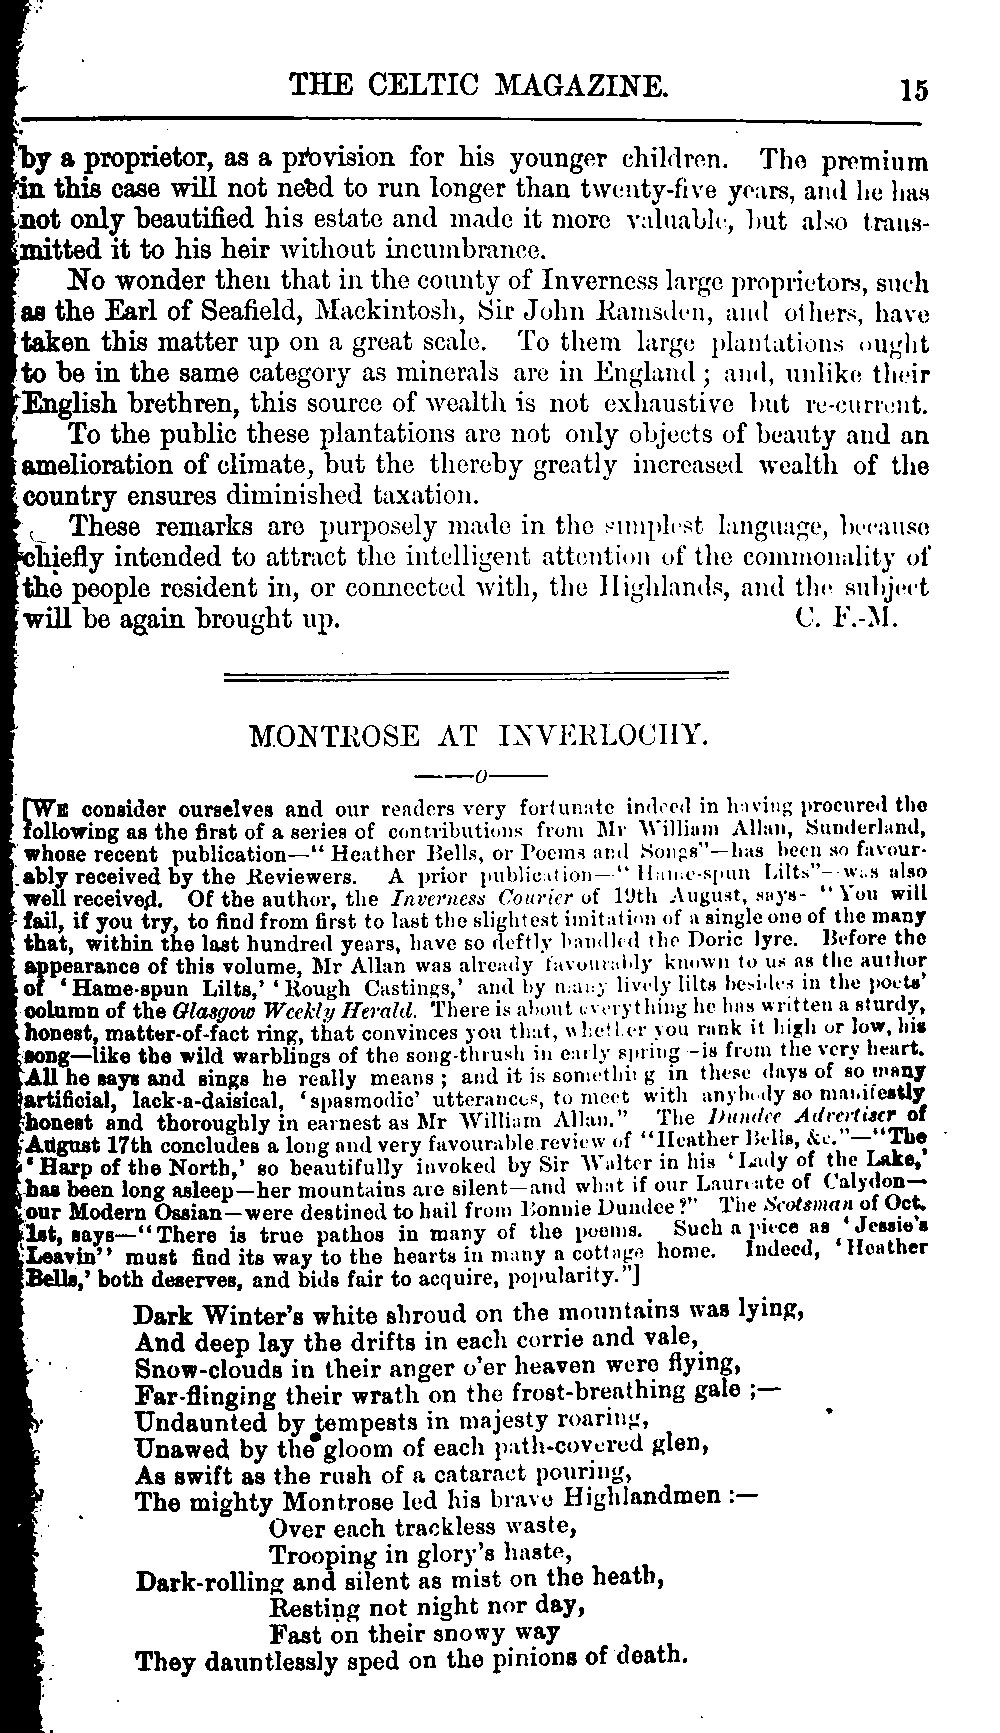 THE CELTIC MAGAZINE. 15
by a proprietor, as a provision for his younger children. The premium
in this case will not need to run longer than twenty-five years, and he has
not only beautified his estate and made it more valuable, but also trans-
mitted it to his heir without incumbrance.
No wonder then that in the county of Inverness large proprietors, such
as the Earl of Seafield, Mackintosh, Sir John Ramsden, and others, have
taken this matter up on a great scale. To them large plantations ought
to be in the same category as minerals are in England; and, unlike their
English brethren, this source of wealth is not exhaustive but re-current.
To the public these plantations are not only objects of beauty and an
amelioration of climate, but the thereby greatly increased wealth of the
country ensures diminished taxation.
These remarks are purposely made in the simplest language, because
chiefly intended to attract the intelligent attention of the commonality of
the people resident in, or connected with, the Highlands, and the subject
will be again brought up. C. F.-M.
MONTROSE AT INVERLOCHY.
——o——
[WE consider ourselves and our readers very fortunate indeed in having procured the
following as the first of a series of contributions from Mr William Allan, Sunderland,
whose recent publication—"Heather Bells, or Poems and Songs"—has been so favour-
ably received by the Reviewers. A prior publication—"Hame-spun Lilts"—was also
well received. Of the author, the Inverness Courier of 19th August, says- "You will
fail, if you try, to find from first to last the slightest imitation of a single one of the many
that, within the last hundred years, have so deftly handled the Doric lyre. Before the
appearance of this volume, Mr Allan was already favourably known to us as the author
of 'Hame-spun Lilts,' 'Rough Castings,' and by many lively lilts besides in the poets'
column of the Glasgow Weekly Herald. There is about everything he has written a sturdy,
honest, matter-of-fact ring, that convinces you that, whether you rank it high or low, his
song—like the wild warblings of the song-thrush in early spring -is from the very heart.
All he says and sings he really means; and it is something in these days of so many
artificial, lack-a-daisical, 'spasmodic' utterances, to meet with anybody so manifestly
honest and thoroughly in earnest as Mr William Allan." The Dundee Advertiser of
August 17th concludes a long and very favourable review of "Heather Bells, &c."—"The
'Harp of the North,' so beautifully invoked by Sir Walter in his 'Lady of the Lake,'
has been long asleep—her mountains are silent—and what if our Laureate of Calydon—
our Modern Ossian—were destined to hail from Bonnie Dundee?" The Scotsman of Oct.
1st, says—"There is true pathos in many of the poems. Such a piece as 'Jessie's
Leavin'' must find its way to the hearts in many a cottage home. Indeed, 'Heather
Bells,' both deserves, and bids fair to acquire, popularity."]
Dark Winter's white shroud on the mountains was lying,
And deep lay the drifts in each corrie and vale,
Snow-clouds in their anger o'er heaven were flying,
Far-flinging their wrath on the frost-breathing gale;—
Undaunted by tempests in majesty roaring,
Unawed by the gloom of each path-covered glen,
As swift as the rush of a cataract pouring,
The mighty Montrose led his brave Highlandmen:—
Over each trackless waste,
Trooping in glory's haste,
Dark-rolling and silent as mist on the heath,
Resting not night nor day,
Fast on their snowy way
They dauntlessly sped on the pinions of death.